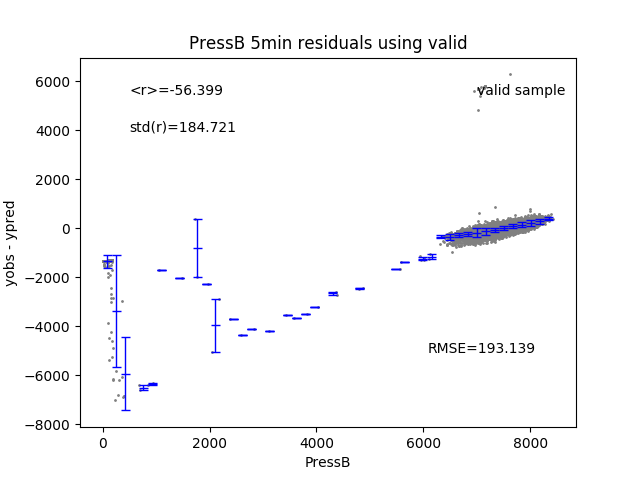 PressB 5min residuals using valid
6000
4000
2000
0
−2000
−4000
−6000
−8000
yobs - ypred
<r>=-56.399
valid sample
std(r)=184.721
RMSE=193.139
0
2000
4000
6000
8000
PressB